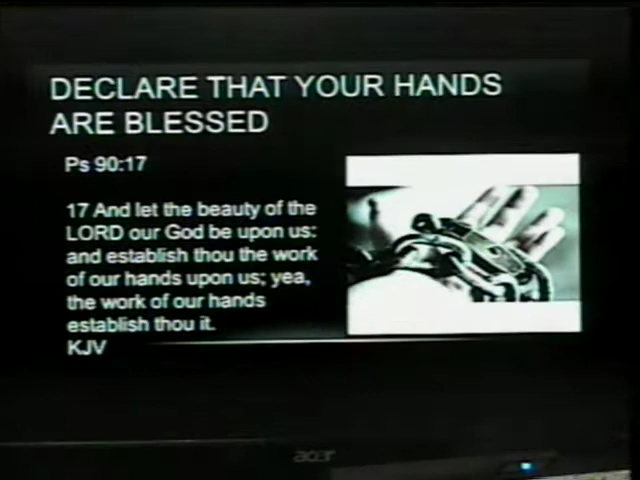 DECLARE THAT YOUR HANDS
ARE BLESSED
Ps 90:17
17 And let the beauty of the
LORD our God be upon us:
and establish thou the work
of our hands upon us; yea,
the work of our hands
establish thou it.
KJV
acer